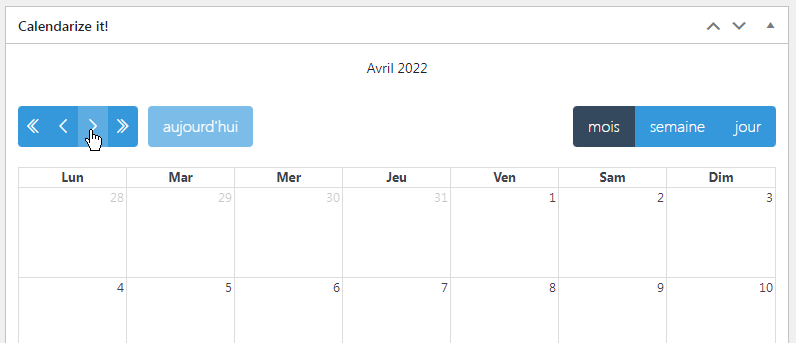 Calendarize it!
Avril 2022
aujourd'hui mois semaine jour
Lun Mar Mer Jeu Ven Sam Dim
28 29 30 31 1 2 3
4 5 6 7 8 9 10